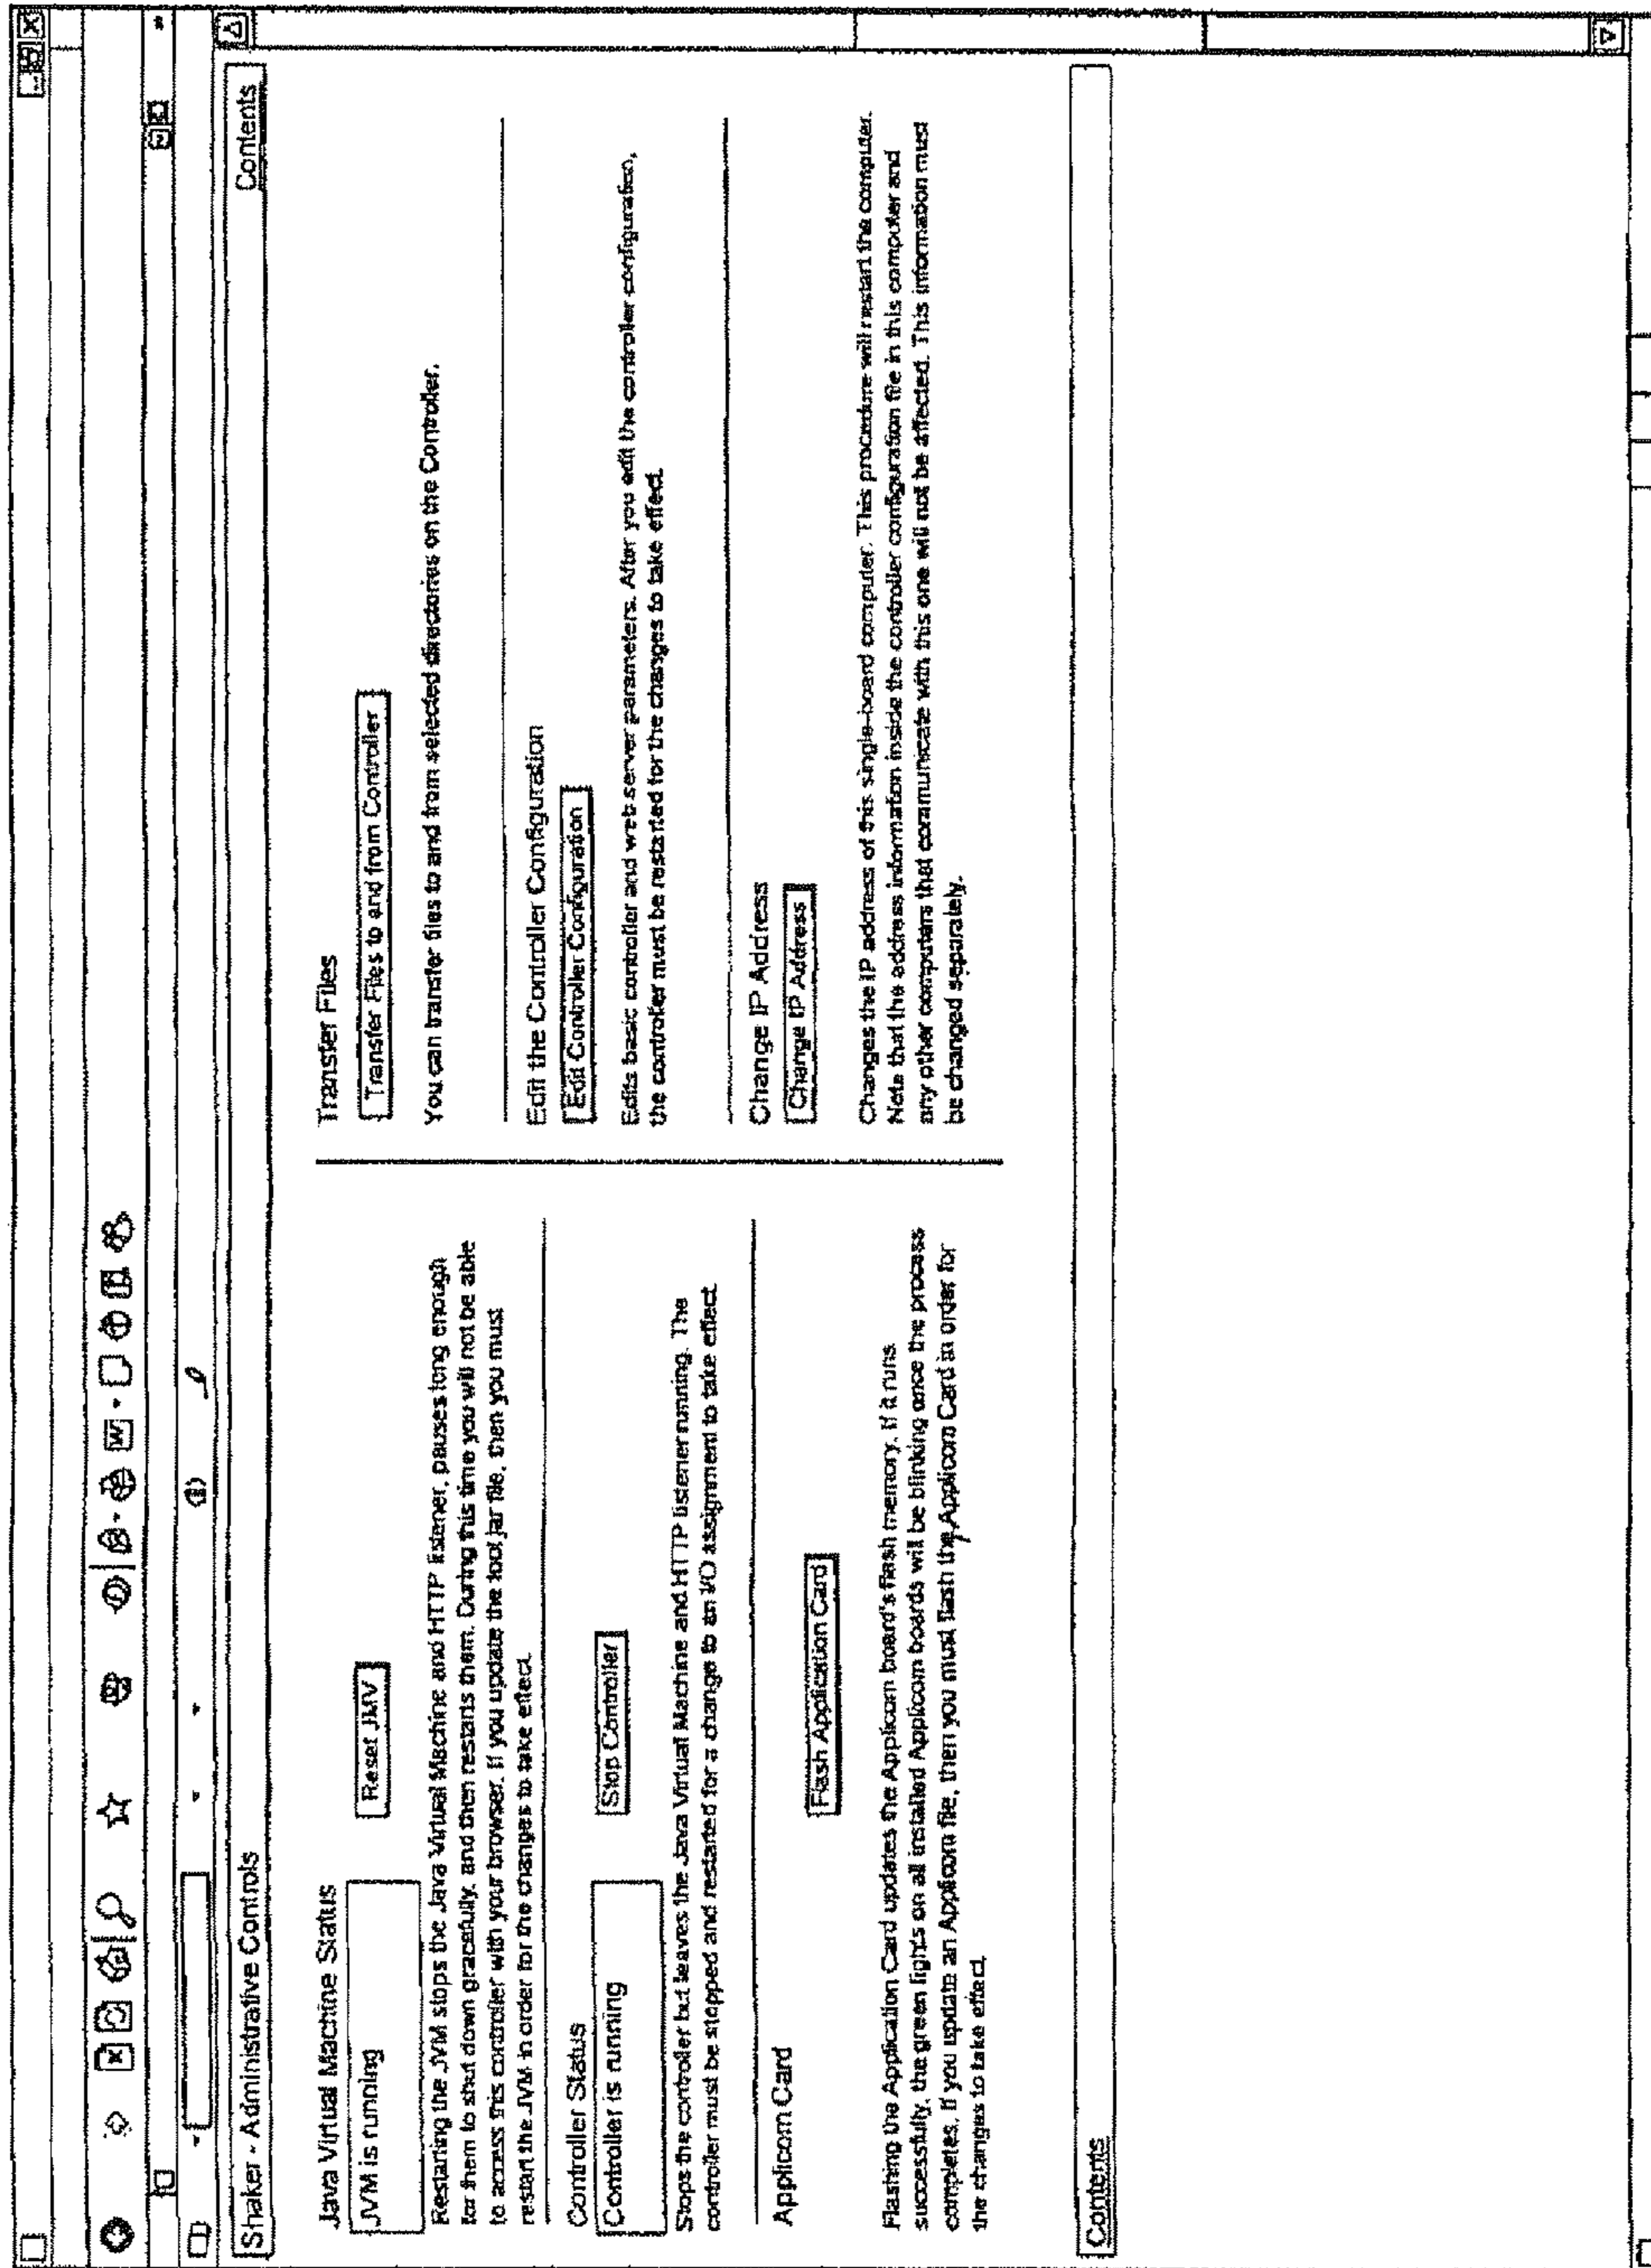 Shaker - Administrative Controls
Contents
Java Virtual Machine Status
JVM is running
Reset JMV
Restarting the JVM stops the Java Virtual Machine and HTTP listener, pauses long enough
for them to shut down gracefully, and then restarts them. During this time you will not be able
to access this controller with your browser. If you update the tool jar file, then you must
restart the JVM in order for the changes to take effect.
Controller Status
Controller is running
Stop Controller
Stops the controller but leaves the Java Virtual Machine and HTTP listener running. The
controller must be stopped and restarted for a change to an I/O assignment to take effect.
Applicom Card
Flash Application Card
Flashing the Application Card updates the Applicom board's flash memory. If it runs
successfully, the green lights on all installed Applicom boards will be blinking once the process
completes. If you update an Applicom file, then you must flash the Applicom Card in order for
the changes to take effect.
Transfer Files
Transfer Files to and from Controller
You can transfer files to and from selected directories on the Controller.
Edit the Controller Configuration
Edit Controller Configuration
Edits basic controller and web server parameters. After you edit the controller configuration,
the controller must be restarted for the changes to take effect.
Change IP Address
Change IP Address
Changes the IP address of this single-board computer. This procedure will restart the computer.
Note that the address information inside the controller configuration file in this computer and
any other computers that communicate with this one will not be affected. This information must
be changed separately.
Contents